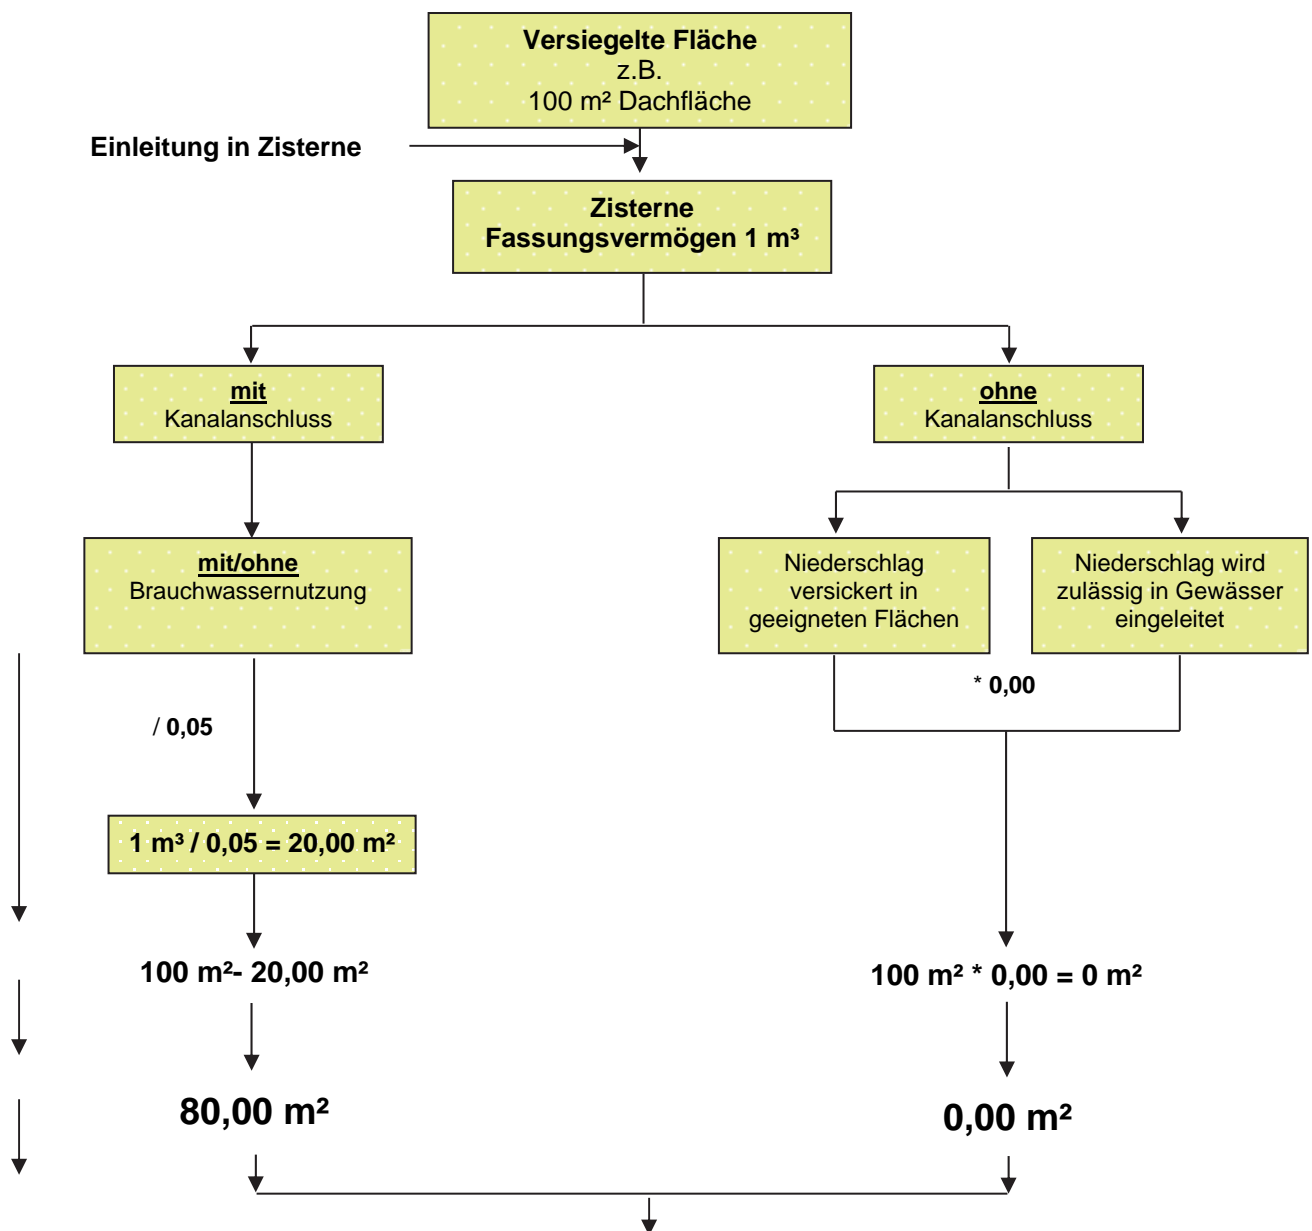 Versiegelte Fläche
z.B.
100 m² Dachfläche
Einleitung in Zisterne
Zisterne
Fassungsvermögen 1 m³
mit
Kanalanschluss
ohne
Kanalanschluss
mit/ohne
Brauchwassernutzung
Niederschlag
versickert in
geeigneten Flächen
Niederschlag wird
zulässig in Gewässer
eingeleitet
* 0,00
/ 0,05
1 m³ / 0,05 = 20,00 m²
100 m²- 20,00 m²
100 m² * 0,00 = 0 m²
80,00 m²
0,00 m²